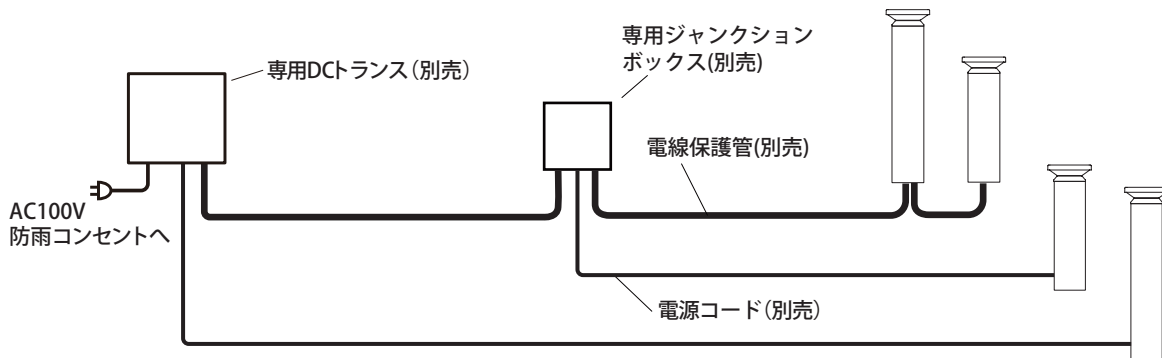 専用ジャンクション
ボックス(別売)
専用DCトランス（別売）
電線保護管(別売)
AC100V
防雨コンセントへ
電源コード（別売）